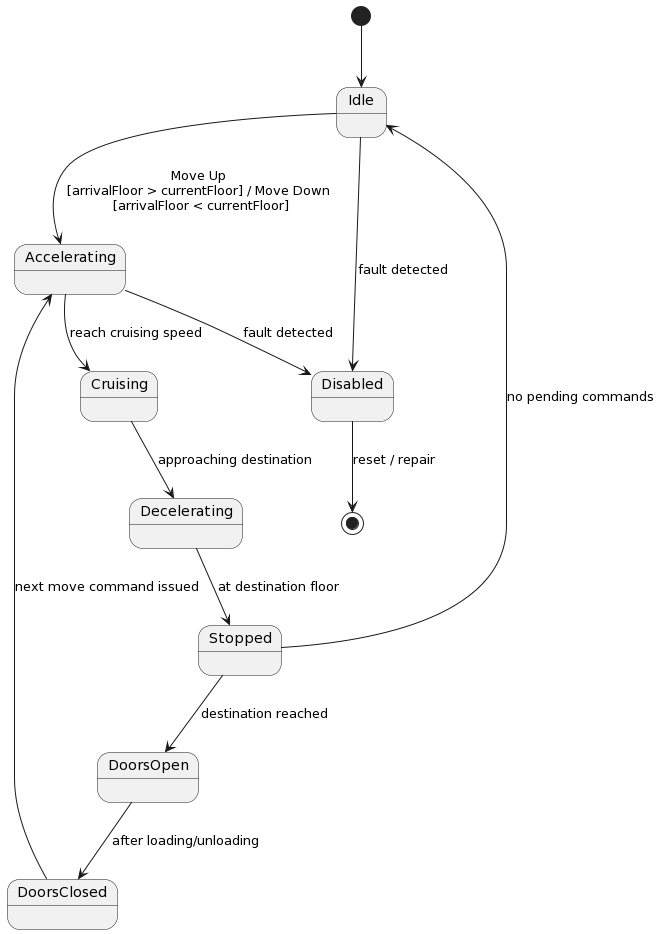 Idle
Move Up
[arrivalFloor > currentFloor] / Move Down
[arrivalFloor < currentFloor]
Accelerating
fault detected
reach cruising speed
fault detected
Cruising
Disabled
no pending commands
approaching destination
reset / repair
Decelerating
next move command issued
at destination floor
Stopped
destination reached
DoorsOpen
after loading/unloading
DoorsClosed